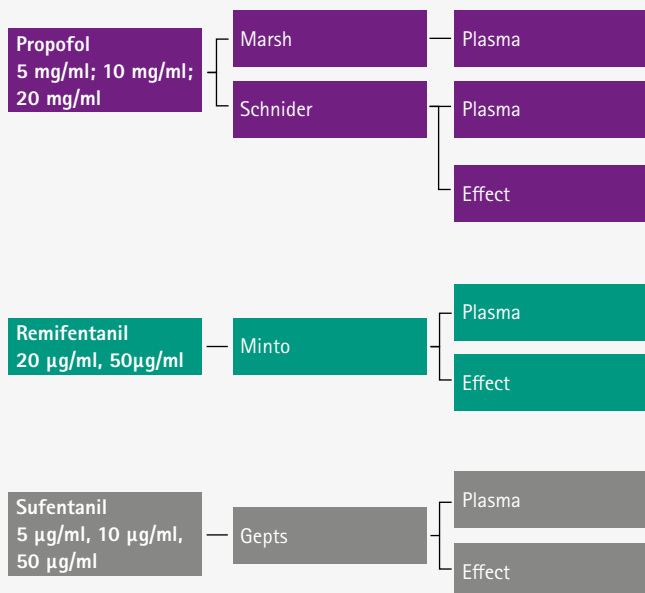 Propofol
5 mg/ml; 10 mg/ml;
20 mg/ml
Marsh
Plasma
Schnider
Plasma
Effect
Remifentanil
20 µg/ml, 50µg/ml
Minto
Plasma
Effect
Sufentanil
5 µg/ml, 10 µg/ml,
50 µg/ml
Gepts
Plasma
Effect